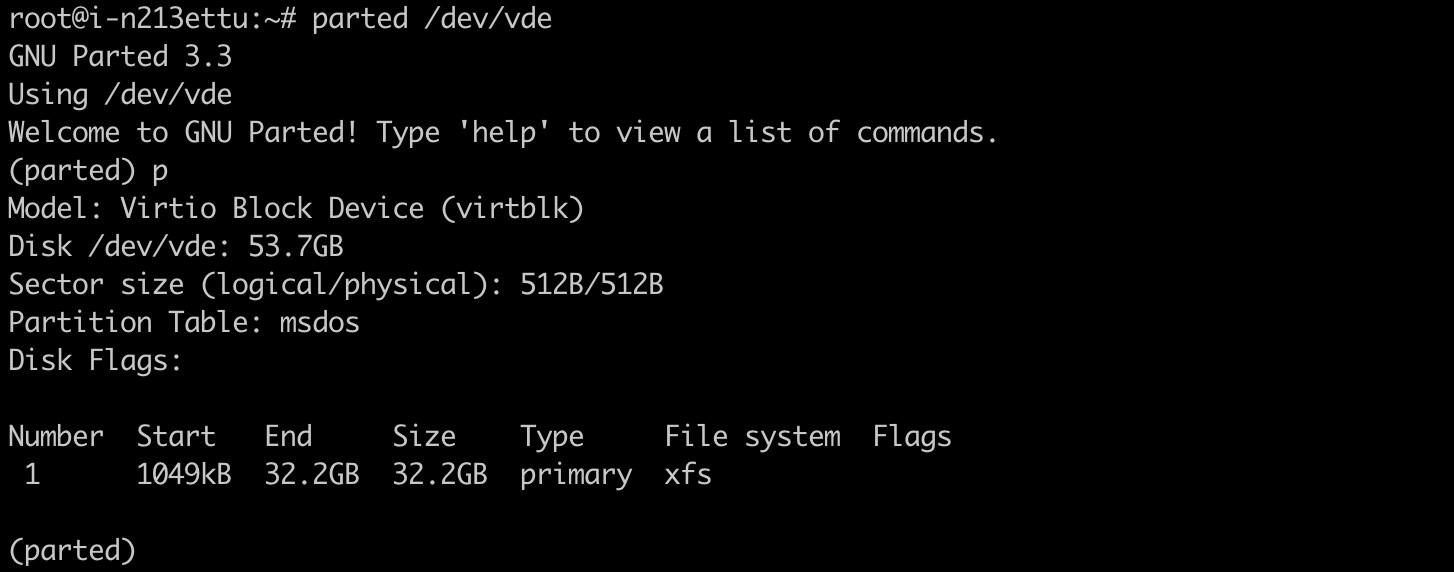 root@i-n213ettu:~# parted /dev/vde
GNU Parted 3.3
Using /dev/vde
Welcome to GNU Parted! Type 'help' to view a list of commands.
(parted) p
Model: Virtio Block Device (virtblk)
Disk /dev/vde: 53.7GB
Sector size (logical/physical): 512B/512B
Partition Table: msdos
Disk Flags:

Number  Start   End     Size    Type     File system  Flags
 1      1049kB  32.2GB  32.2GB  primary  xfs

(parted)